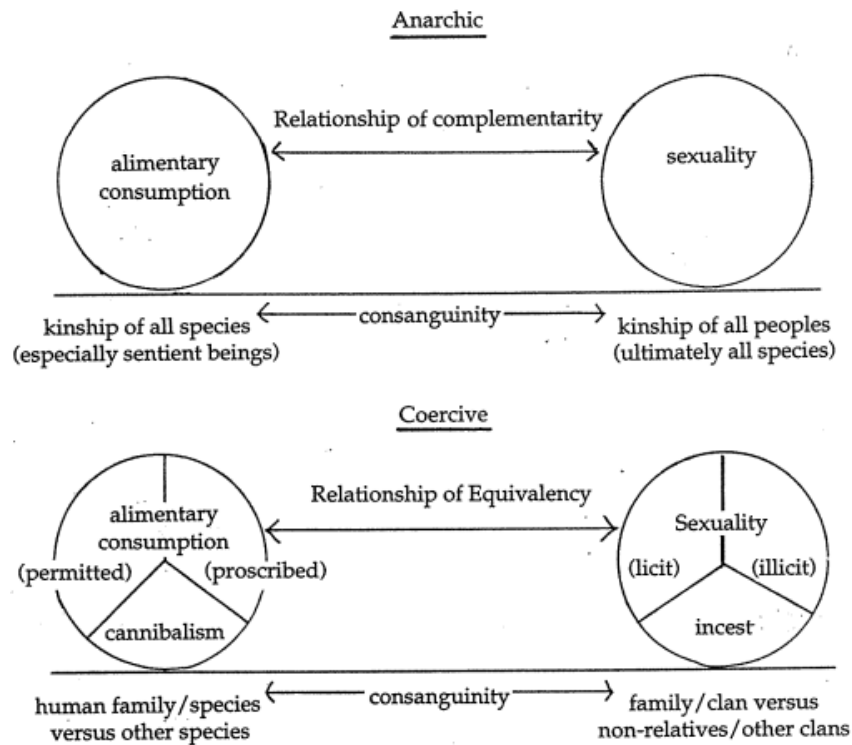 Anarchic
Relationship of complementarity
alimentary
consumption
sexuality
consanguinity
kinship of all species
(especially sentient beings)
kinship of all peoples
(ultimately all species)
Coercive
Relationship of Equivalency
alimentary
consumption
(permitted)
(proscribed)
cannibalism
Sexuality
(licit)
(illicit)
incest
consanguinity
human family/species
versus other species
family/clan versus
non-relatives/other clans